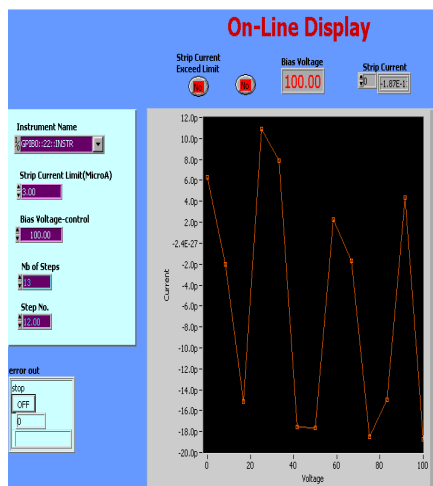 On-Line Display
Strip Current
Exceed Limit
Bias Voltage
Strip Current
No
No
100.00
0
-1.87E-1
Instrument Name
GPIB0::22::INSTR
Strip Current Limit(MicroA)
3.00
Bias Voltage-control
100.00
Nb of Steps
13
Step No.
12.00
error out
stop
OFF
0
12.0p
10.0p
8.0p
6.0p
4.0p
2.0p
-2.4E-27
-2.0p
-4.0p
-6.0p
-8.0p
-10.0p
-12.0p
-14.0p
-16.0p
-18.0p
-20.0p
Current
0
20
40
60
80
100
Voltage